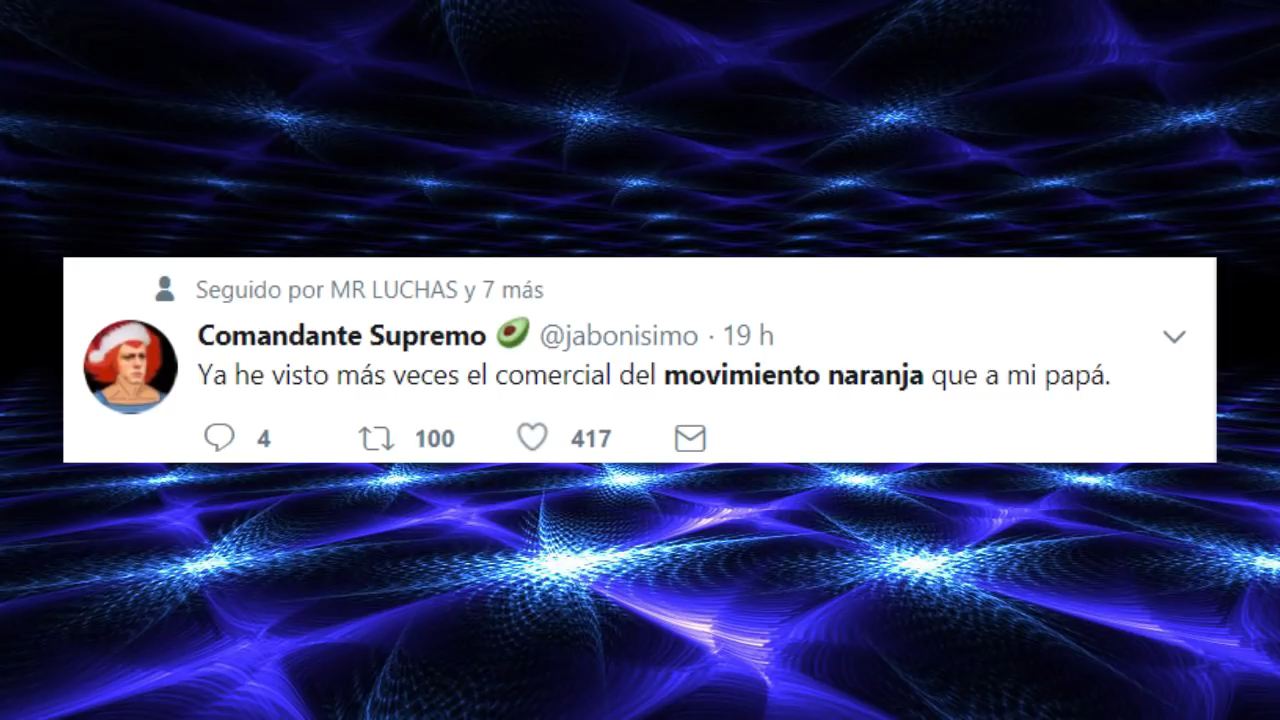 Seguido por MR LUCHAS y 7 más
Comandante Supremo 🥑 @jabonisimo · 19 h
Ya he visto más veces el comercial del movimiento naranja que a mi papá.
4 100 417